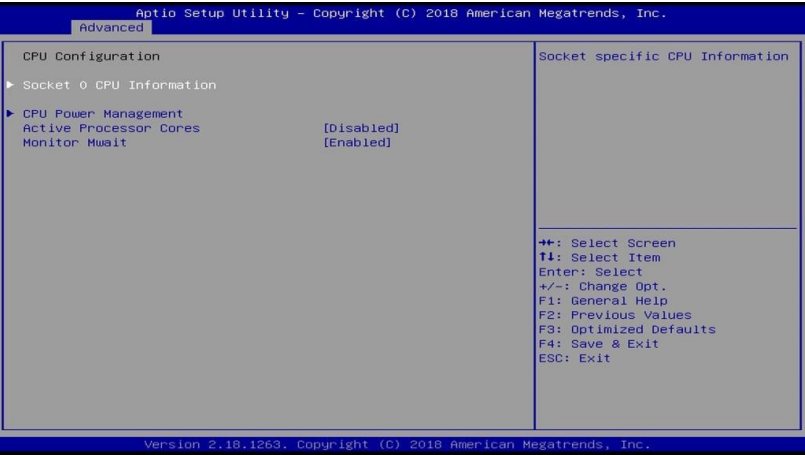 Aptio Setup Utility – Copyright (C) 2018 American Megatrends, Inc.
Advanced
CPU Configuration
Socket 0 CPU Information
CPU Power Management
Active Processor Cores [Disabled]
Monitor Mwait [Enabled]
Socket specific CPU Information
→←: Select Screen
↑↓: Select Item
Enter: Select
+/-: Change Opt.
F1: General Help
F2: Previous Values
F3: Optimized Defaults
F4: Save & Exit
ESC: Exit
Version 2.18.1263. Copyright (C) 2018 American Megatrends, Inc.